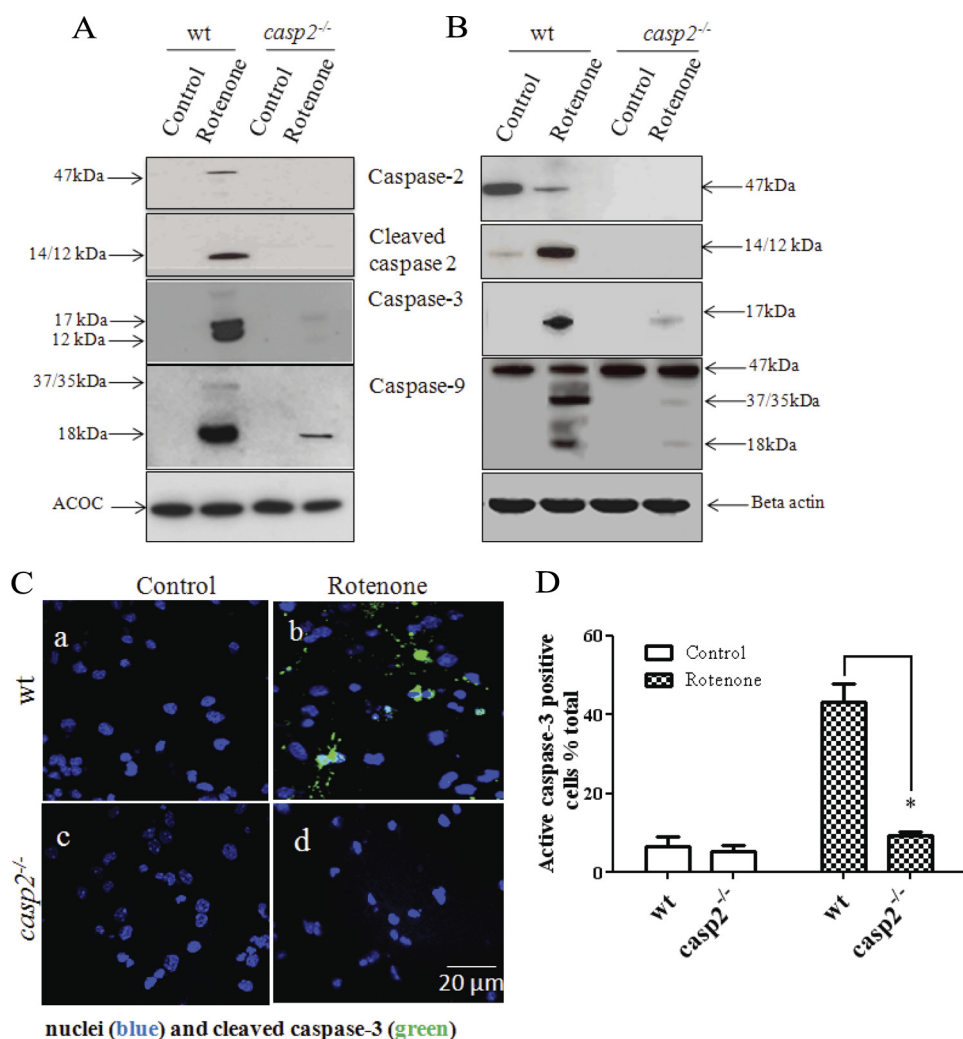 A
wt
casp2-/-
Control
Rotenone
Control
Rotenone
B
wt
casp2-/-
Control
Rotenone
Control
Rotenone
47kDa
Caspase-2
47kDa
14/12 kDa
Cleaved
caspase 2
14/12 kDa
17 kDa
12 kDa
Caspase-3
17kDa
37/35kDa
18kDa
Caspase-9
47kDa
37/35kDa
18kDa
ACOC
Beta actin
C
Control
Rotenone
wt
a
b
casp2-/-
c
d
20 μm
nuclei (blue) and cleaved caspase-3 (green)
D
Active caspase-3 positive
cells % total
60
40
20
0
Control
Rotenone
*
wt
casp2-/-
wt
casp2-/-